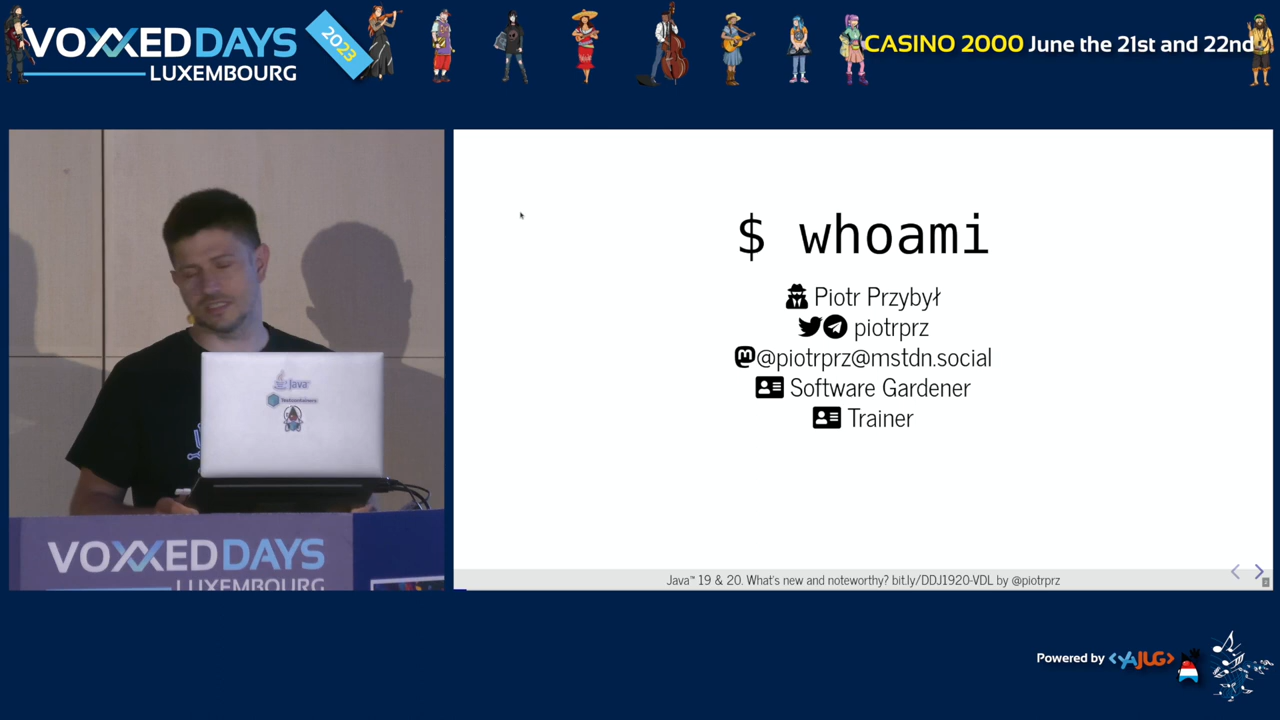 VOXXED DAYS
LUXEMBOURG
2023
CASINO 2000 June the 21st and 22nd
$ whoami
Piotr Przybył
piotrprz
@piotrprz@mstdn.social
Software Gardener
Trainer
Java™ 19 & 20. What's new and noteworthy? bit.ly/DDJ1920-VDL by @piotrprz
Java
Testcontainers
VOXXED DAYS
LUXEMBOURG
Powered by <YAJUG>